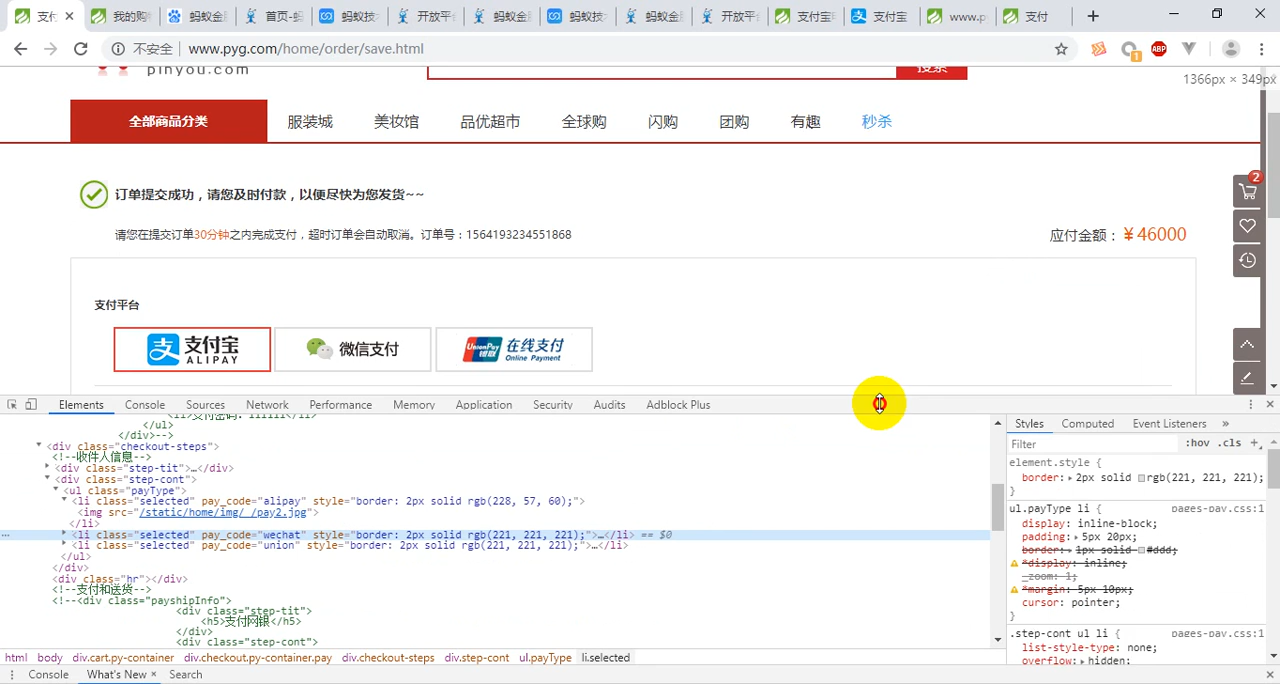 支付
我的购
蚂蚁金
首页-蚂
蚂蚁技
开放平
蚂蚁金
蚂蚁技
蚂蚁金
开放平
支付宝
支付宝
www.p
支付
不安全
www.pyg.com/home/order/save.html
1366px × 349px
pinyou.com
搜索
全部商品分类 服装城 美妆馆 品优超市 全球购 闪购 团购 有趣 秒杀
2
订单提交成功，请您及时付款，以便尽快为您发货~~
请您在提交订单30分钟之内完成支付，超时订单会自动取消。订单号：1564193234551868
应付金额：￥46000
支付平台
支付宝
ALIPAY
微信支付
UnionPay
银联
在线支付
Online Payment
Elements Console Sources Network Performance Memory Application Security Audits Adblock Plus
</ul>
</div>-->
<div class="checkout-steps">
<!--收件人信息-->
<div class="step-tit">…</div>
<div class="step-cont">
<ul class="payType">
<li class="selected" pay_code="alipay" style="border: 2px solid rgb(228, 57, 60);">
<img src="/static/home/img/_/pay2.jpg">
</li>
<li class="selected" pay_code="wechat" style="border: 2px solid rgb(221, 221, 221);">…</li> == $0
<li class="selected" pay_code="union" style="border: 2px solid rgb(221, 221, 221);">…</li>
</ul>
</div>
<div class="hr"></div>
<!--支付和送货-->
<!--<div class="payshipInfo">
<div class="step-tit">
<h5>支付网银</h5>
</div>
<div class="step-cont">
html body div.cart.py-container div.checkout.py-container.pay div.checkout-steps div.step-cont ul.payType li.selected
Styles Computed Event Listeners »
Filter :hov .cls +
element.style {
border: 2px solid rgb(221, 221, 221);
}
ul.payType li { pages-pay.css:1
display: inline-block;
padding: 5px 20px;
border: 1px solid #ddd;
*display: inline;
_zoom: 1;
*margin: 5px 10px;
cursor: pointer;
}
.step-cont ul li { pages-pay.css:1
list-style-type: none;
overflow: hidden;
Console What's New × Search